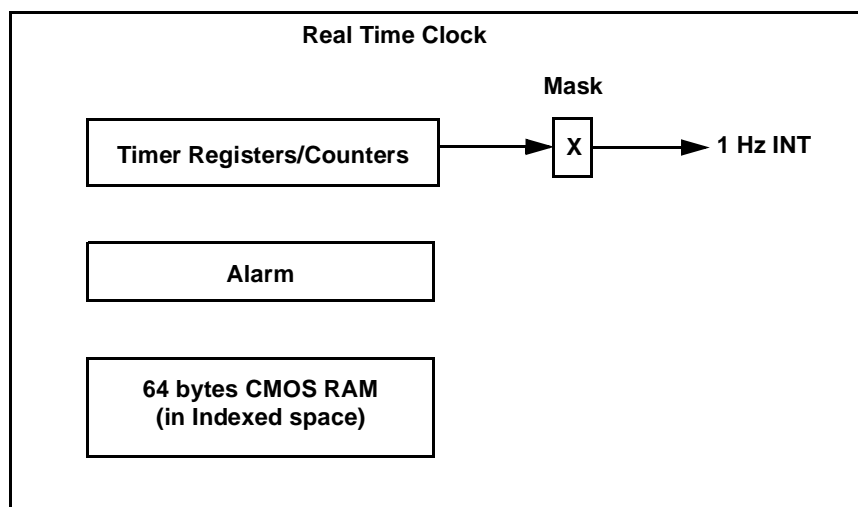 Real Time Clock
Mask
Timer Registers/Counters
X
1 Hz INT
Alarm
64 bytes CMOS RAM
(in Indexed space)